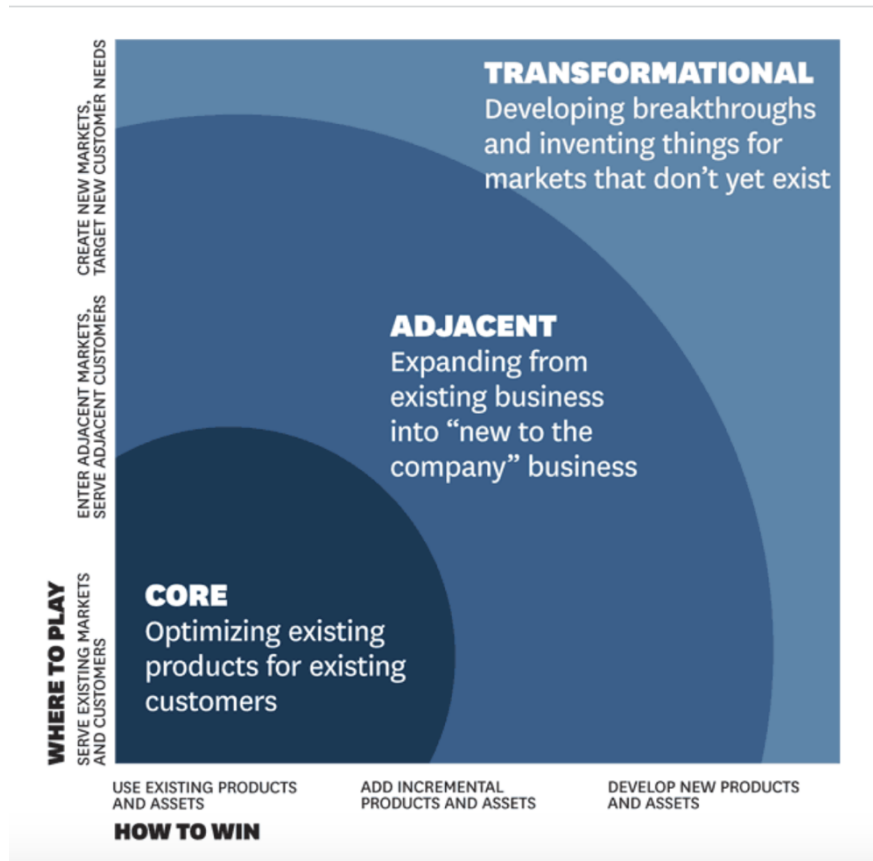 TRANSFORMATIONAL
Developing breakthroughs
and inventing things for
markets that don’t yet exist
ADJACENT
Expanding from
existing business
into “new to the
company” business
CORE
Optimizing existing
products for existing
customers
WHERE TO PLAY
CREATE NEW MARKETS,
TARGET NEW CUSTOMER NEEDS
ENTER ADJACENT MARKETS,
SERVE ADJACENT CUSTOMERS
SERVE EXISTING MARKETS
AND CUSTOMERS
USE EXISTING PRODUCTS
AND ASSETS
ADD INCREMENTAL
PRODUCTS AND ASSETS
DEVELOP NEW PRODUCTS
AND ASSETS
HOW TO WIN